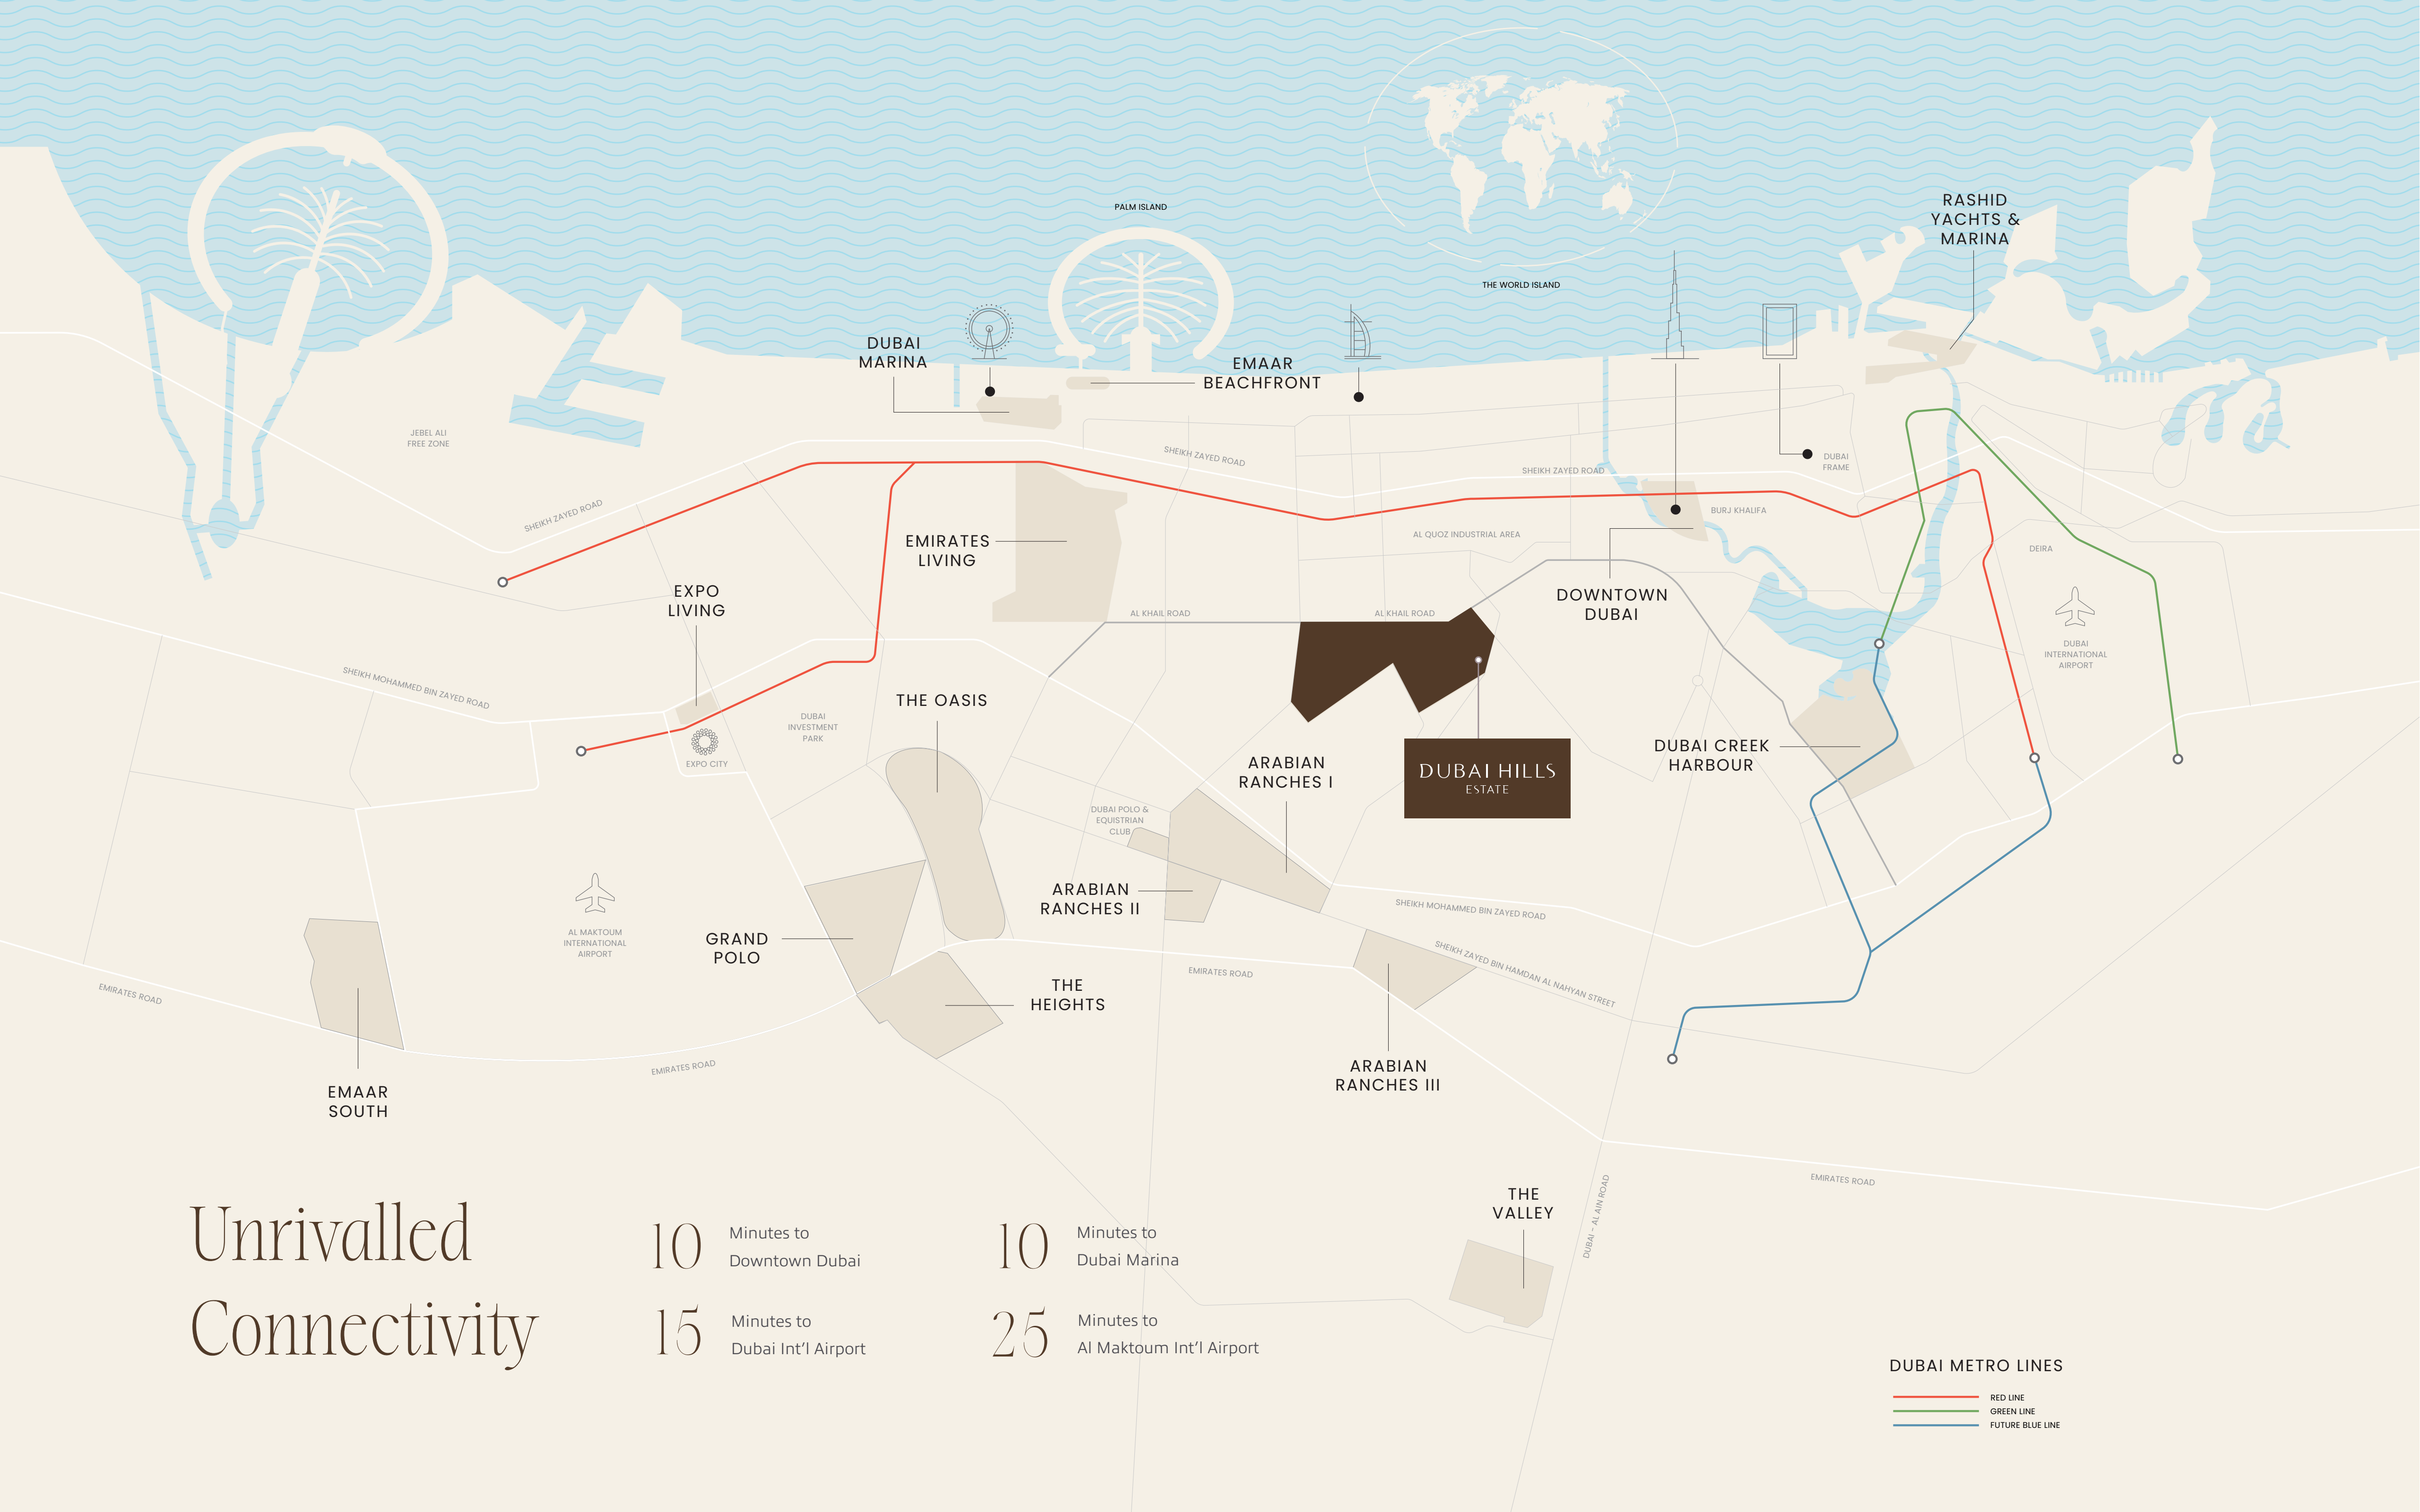 RASHID
YACHTS &
MARINA
PALM ISLAND
THE WORLD ISLAND
DUBAI
MARINA
EMAAR
BEACHFRONT
JEBEL ALI
FREE ZONE
SHEIKH ZAYED ROAD
SHEIKH ZAYED ROAD
SHEIKH ZAYED ROAD
DUBAI
FRAME
BURJ KHALIFA
AL QUOZ INDUSTRIAL AREA
DEIRA
EMIRATES
LIVING
EXPO
LIVING
DOWNTOWN
DUBAI
AL KHAIL ROAD
AL KHAIL ROAD
DUBAI
INTERNATIONAL
AIRPORT
SHEIKH MOHAMMED BIN ZAYED ROAD
THE OASIS
DUBAI
INVESTMENT
PARK
EXPO CITY
DUBAI CREEK
HARBOUR
ARABIAN
RANCHES I
DUBAI HILLS
ESTATE
DUBAI POLO &
EQUISTRIAN
CLUB
ARABIAN
RANCHES II
SHEIKH MOHAMMED BIN ZAYED ROAD
AL MAKTOUM
INTERNATIONAL
AIRPORT
GRAND
POLO
SHEIKH ZAYED BIN HAMDAN AL NAHYAN STREET
EMIRATES ROAD
EMIRATES ROAD
THE
HEIGHTS
EMIRATES ROAD
ARABIAN
RANCHES III
EMAAR
SOUTH
EMIRATES ROAD
THE
VALLEY
DUBAI - AL AIN ROAD
Unrivalled
Connectivity
10
Minutes to
Downtown Dubai
10
Minutes to
Dubai Marina
15
Minutes to
Dubai Int'l Airport
25
Minutes to
Al Maktoum Int'l Airport
DUBAI METRO LINES
RED LINE
GREEN LINE
FUTURE BLUE LINE